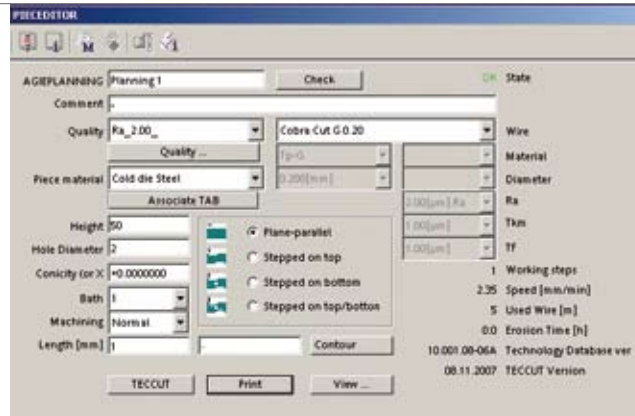 PIECEDITOR
AGIEPLANNING Planning1 Check OK State
Comment .
Quality Ra_2.00_ Cobra Cut G 0.20 Wire
Quality ... Tp-G Material
Piece material Cold die Steel 0.200[mm] Diameter
Associate TAB 2.00[µm] Ra Ra
Height 50 Plane-parallel 1.00[µm] Tkm
Hole Diameter 2 Stepped on top 1.00[µm] Tf
Conicity (or X +0.0000000 Stepped on bottom 1 Working steps
Bath 1 Stepped on top/botton 2.35 Speed [mm/min]
Machining Normal 5 Used Wire [m]
Length [mm] 1 . Contour 0:0 Erosion Time [h]
10.001.08-06A Technology Database ver
TECCUT Print View ... 08.11.2007 TECCUT Version